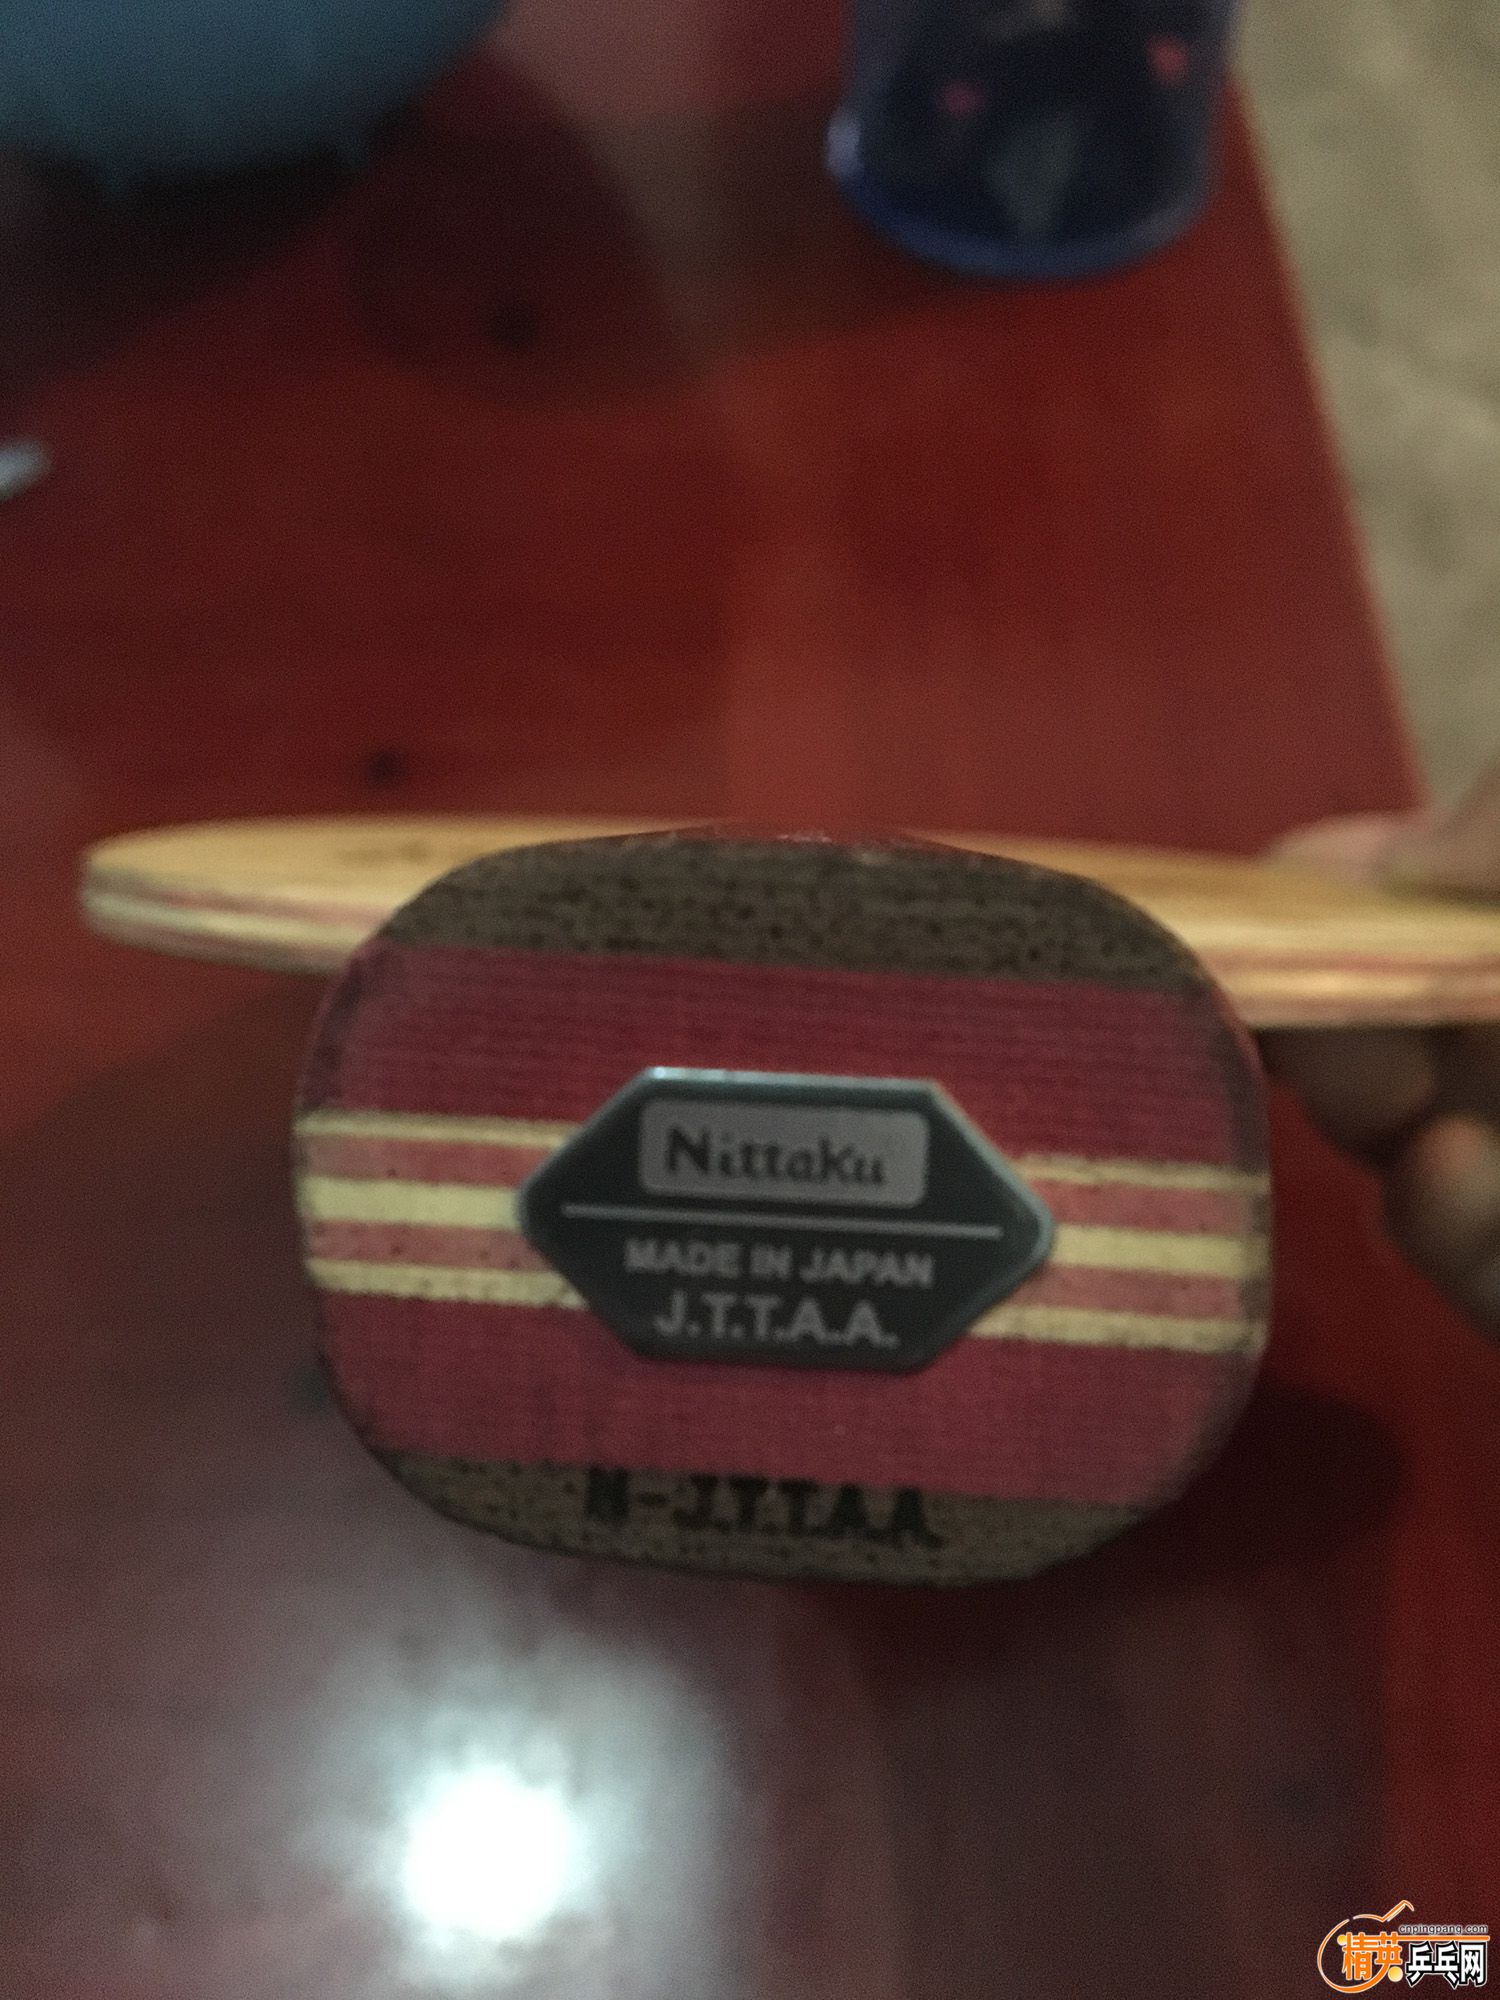 Nittaku
MADE IN JAPAN
J.T.T.A.A.
N-J.T.T.A.A.
cnpingpang.com
精英乒乓网